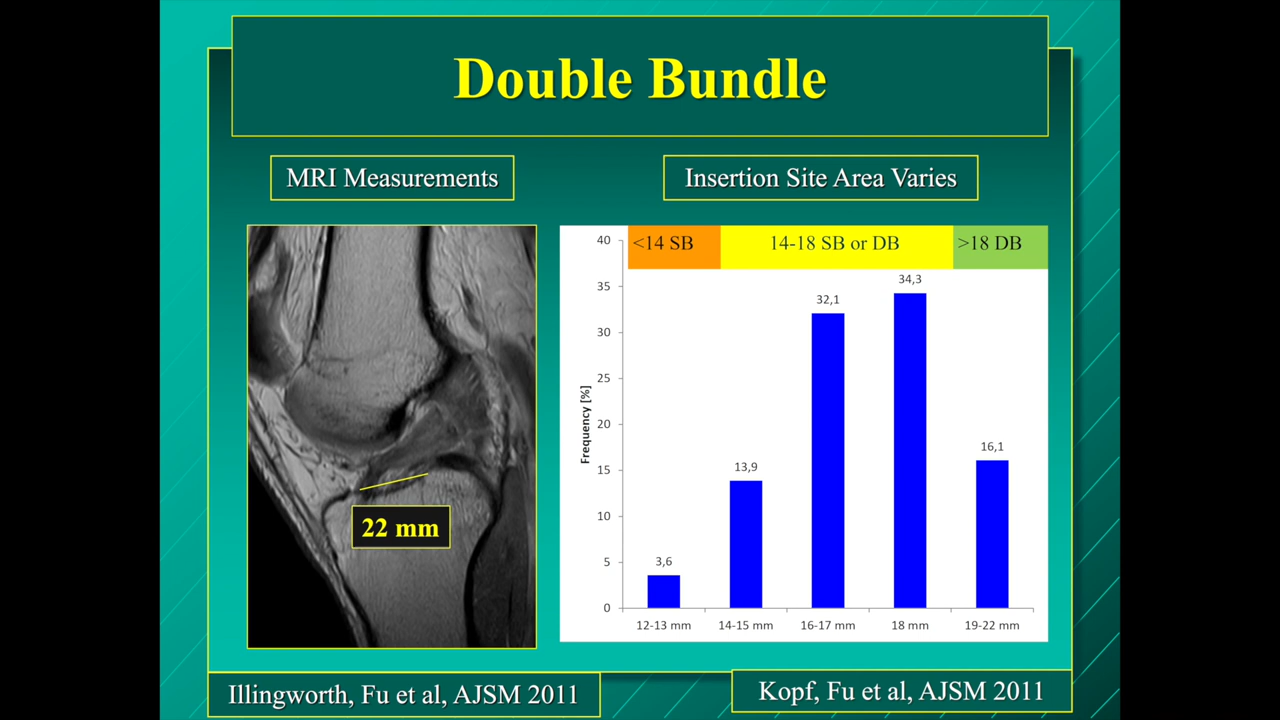 Double Bundle
MRI Measurements
Insertion Site Area Varies
22 mm
<14 SB
14-18 SB or DB
>18 DB
Frequency [%]
40
35
30
25
20
15
10
5
0
3,6
13,9
32,1
34,3
16,1
12-13 mm
14-15 mm
16-17 mm
18 mm
19-22 mm
Illingworth, Fu et al, AJSM 2011
Kopf, Fu et al, AJSM 2011